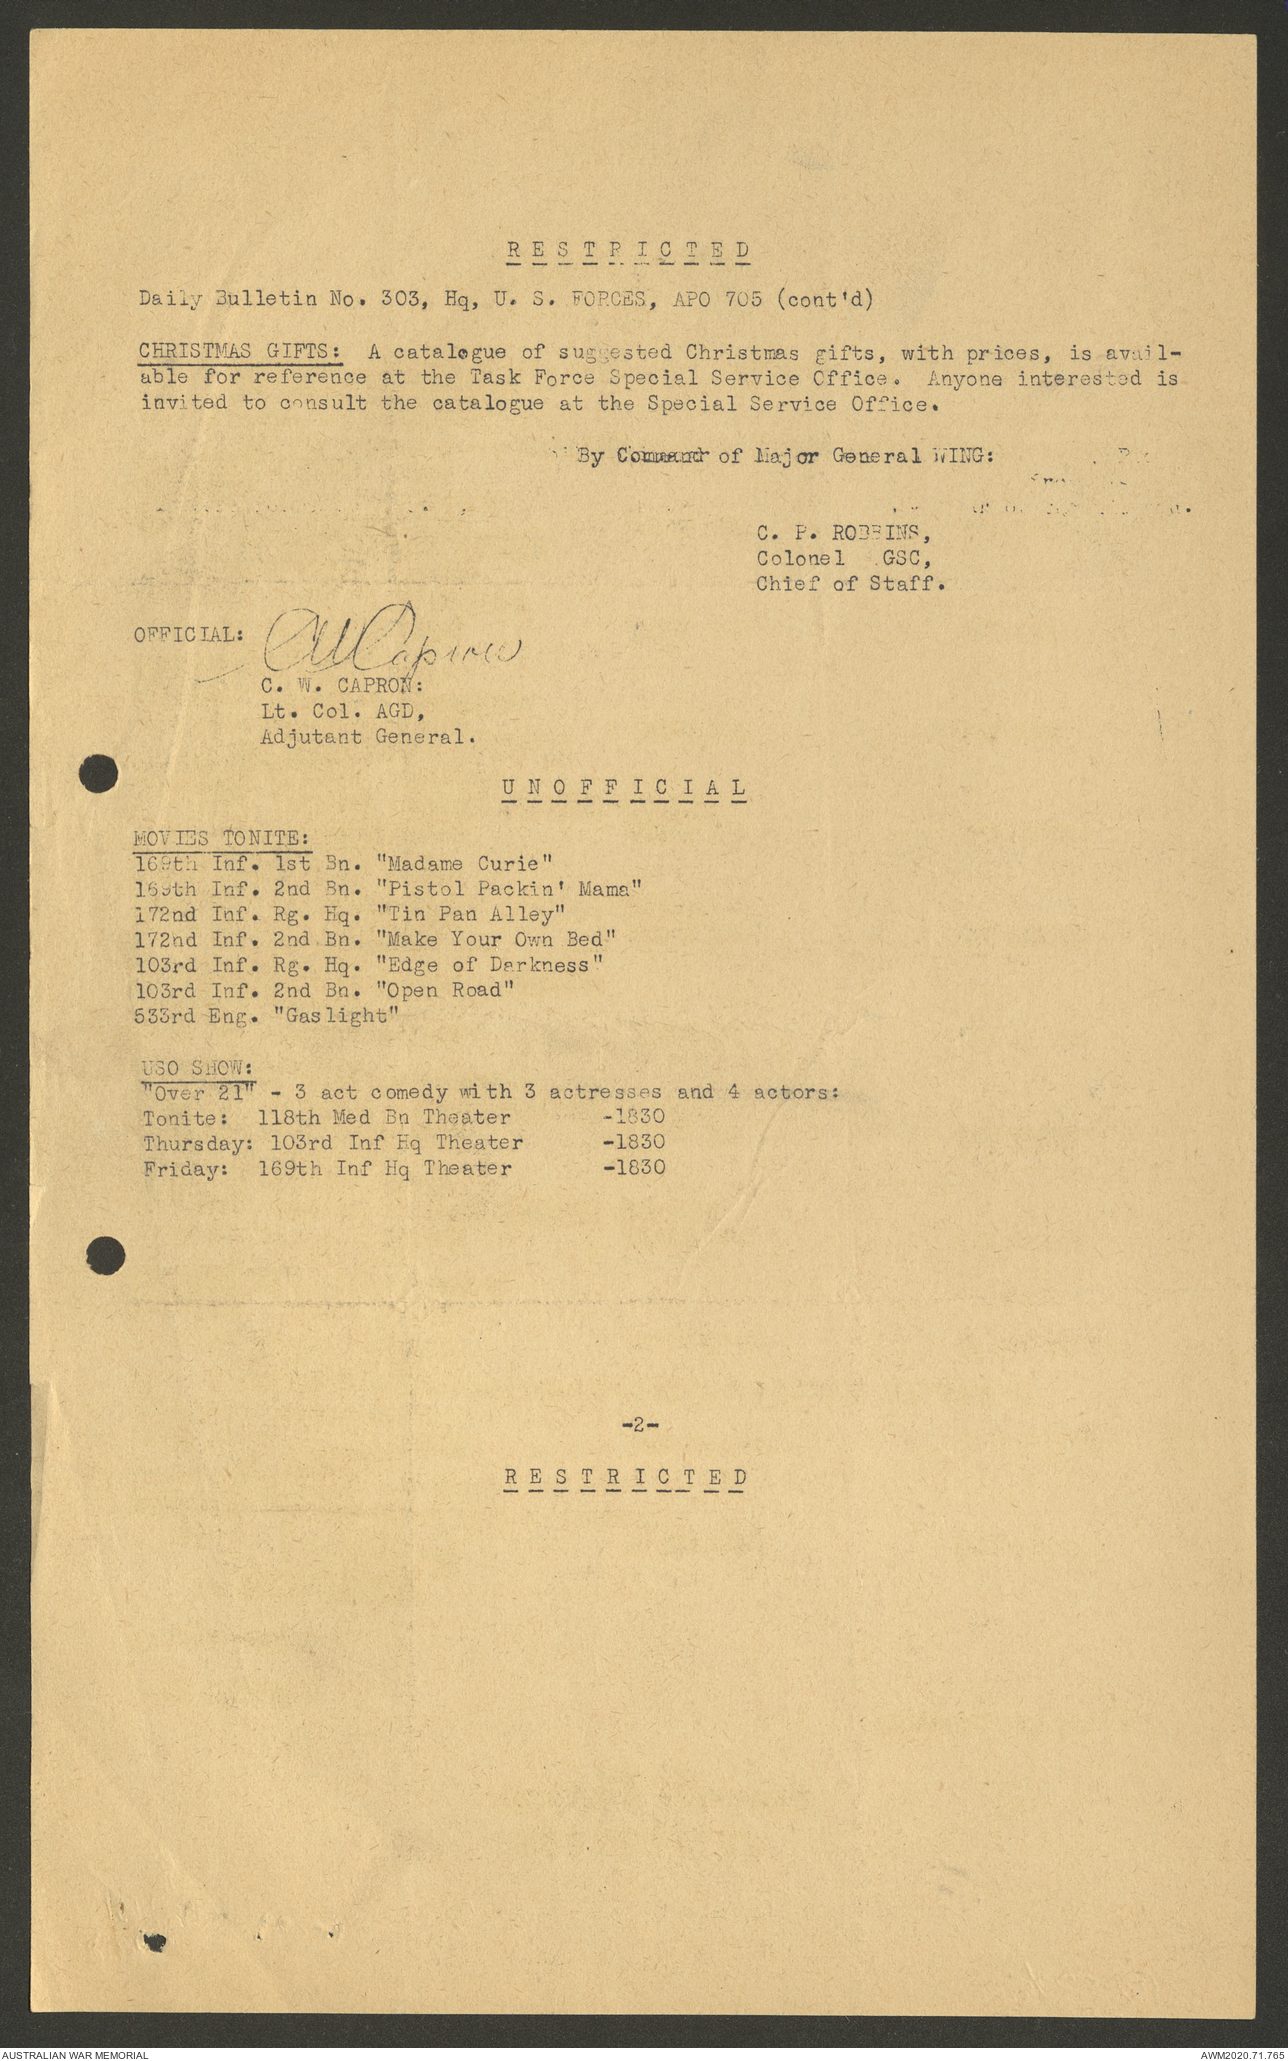 R E S T R I C T E D
Daily Bulletin No. 303, Hq, U. S. FORCES, APO 705 (cont'd)
CHRISTMAS GIFTS: A catalogue of suggested Christmas gifts, with prices, is avail-
able for reference at the Task Force Special Service Office. Anyone interested is
invited to consult the catalogue at the Special Service Office.
By Command of Major General WING:
C. P. ROBBINS,
Colonel GSC,
Chief of Staff.
OFFICIAL: CWCapron
C. W. CAPRON:
Lt. Col. AGD,
Adjutant General.
U N O F F I C I A L
MOVIES TONITE:
169th Inf. 1st Bn. "Madame Curie"
169th Inf. 2nd Bn. "Pistol Packin' Mama"
172nd Inf. Rg. Hq. "Tin Pan Alley"
172nd Inf. 2nd Bn. "Make Your Own Bed"
103rd Inf. Rg. Hq. "Edge of Darkness"
103rd Inf. 2nd Bn. "Open Road"
533rd Eng. "Gaslight"
USO SHOW:
"Over 21" - 3 act comedy with 3 actresses and 4 actors:
Tonite: 118th Med Bn Theater -1830
Thursday: 103rd Inf Hq Theater -1830
Friday: 169th Inf Hq Theater -1830
-2-
R E S T R I C T E D
AUSTRALIAN WAR MEMORIAL
AWM2020.71.765